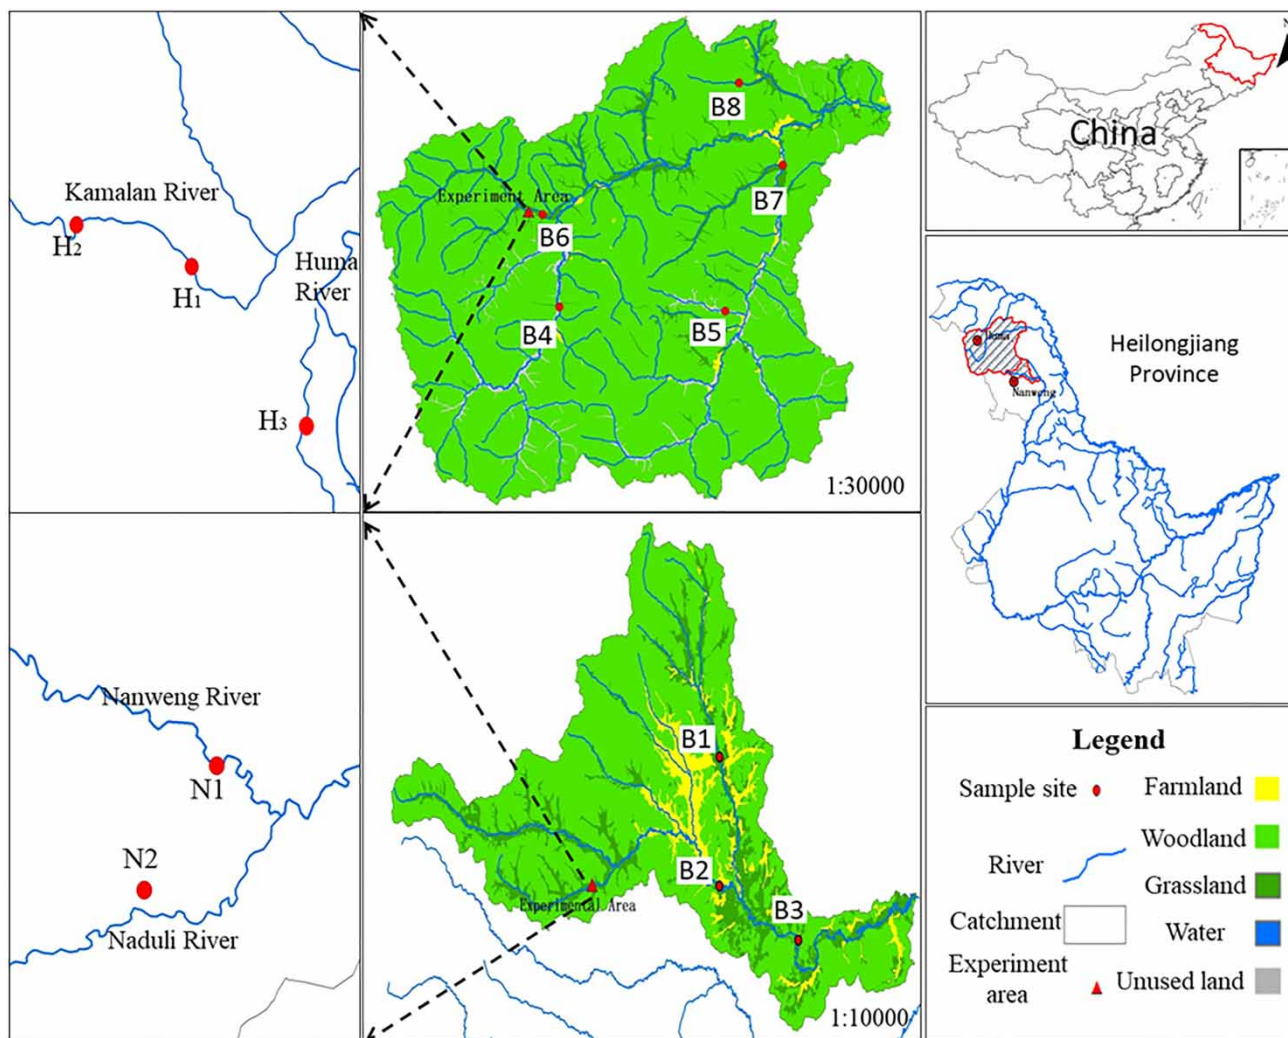 Kamalan River
H2
H1
Huma
River
H3
B8
Experiment Area
B7
B6
B4
B5
1:30000
N
China
Heilongjiang
Province
Nanweng
Nanweng River
N1
N2
Naduli River
B1
B2
B3
Experimental Area
1:10000
Legend
Sample site
Farmland
Woodland
River
Grassland
Catchment
Water
Experiment
area
Unused land